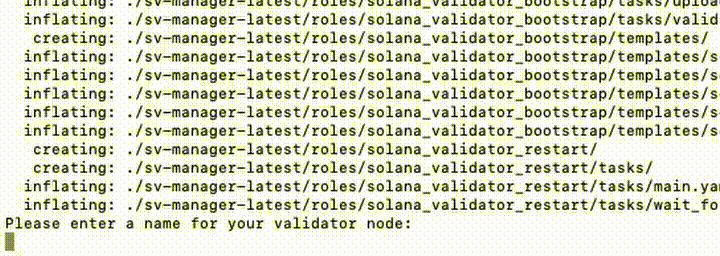 inflating: ./sv-manager-latest/roles/solana_validator_bootstrap/tasks/uploa
inflating: ./sv-manager-latest/roles/solana_validator_bootstrap/tasks/valid
creating: ./sv-manager-latest/roles/solana_validator_bootstrap/templates/
inflating: ./sv-manager-latest/roles/solana_validator_bootstrap/templates/s
inflating: ./sv-manager-latest/roles/solana_validator_bootstrap/templates/s
inflating: ./sv-manager-latest/roles/solana_validator_bootstrap/templates/s
inflating: ./sv-manager-latest/roles/solana_validator_bootstrap/templates/s
inflating: ./sv-manager-latest/roles/solana_validator_bootstrap/templates/s
creating: ./sv-manager-latest/roles/solana_validator_restart/
creating: ./sv-manager-latest/roles/solana_validator_restart/tasks/
inflating: ./sv-manager-latest/roles/solana_validator_restart/tasks/main.ya
inflating: ./sv-manager-latest/roles/solana_validator_restart/tasks/wait_fo
Please enter a name for your validator node: